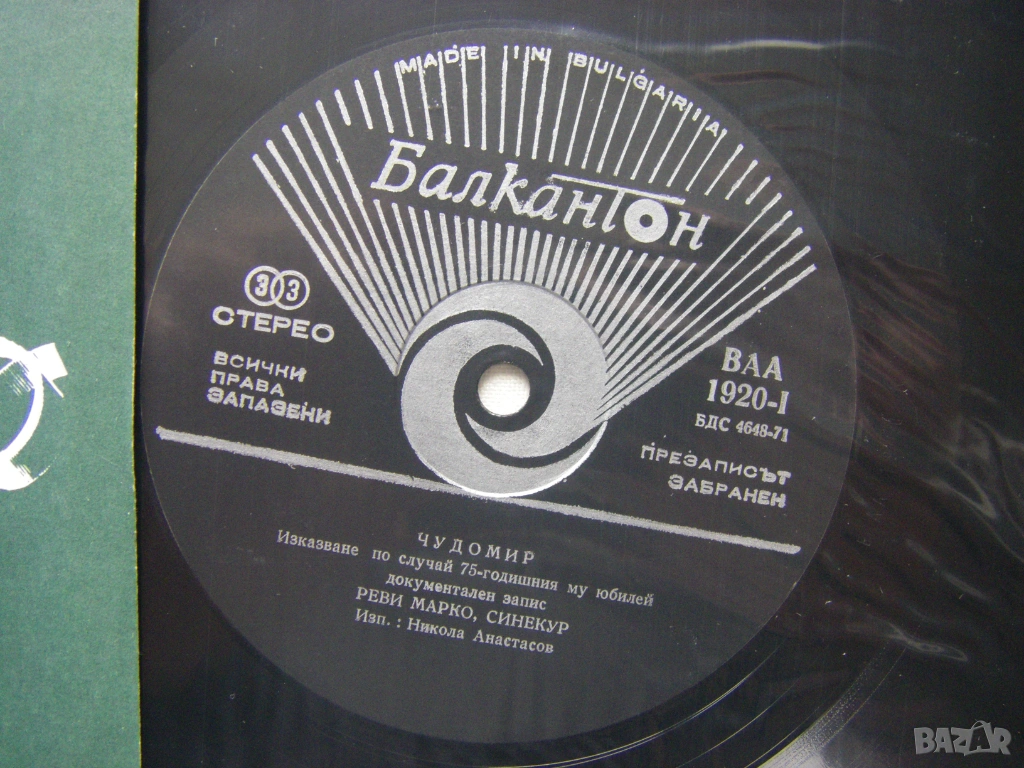 MADE IN BULGARIA
Балкантон
33
СТЕРЕО
ВСИЧКИ
ПРАВА
ЗАПАЗЕНИ
ВАА
1920-I
БДС 4648-71
ПРЕЗАПИСЪТ
ЗАБРАНЕН
ЧУДОМИР
Изказване по случай 75-годишния му юбилей
документален запис
РЕВИ МАРКО, СИНЕКУР
Изп. : Никола Анастасов
BAZAR